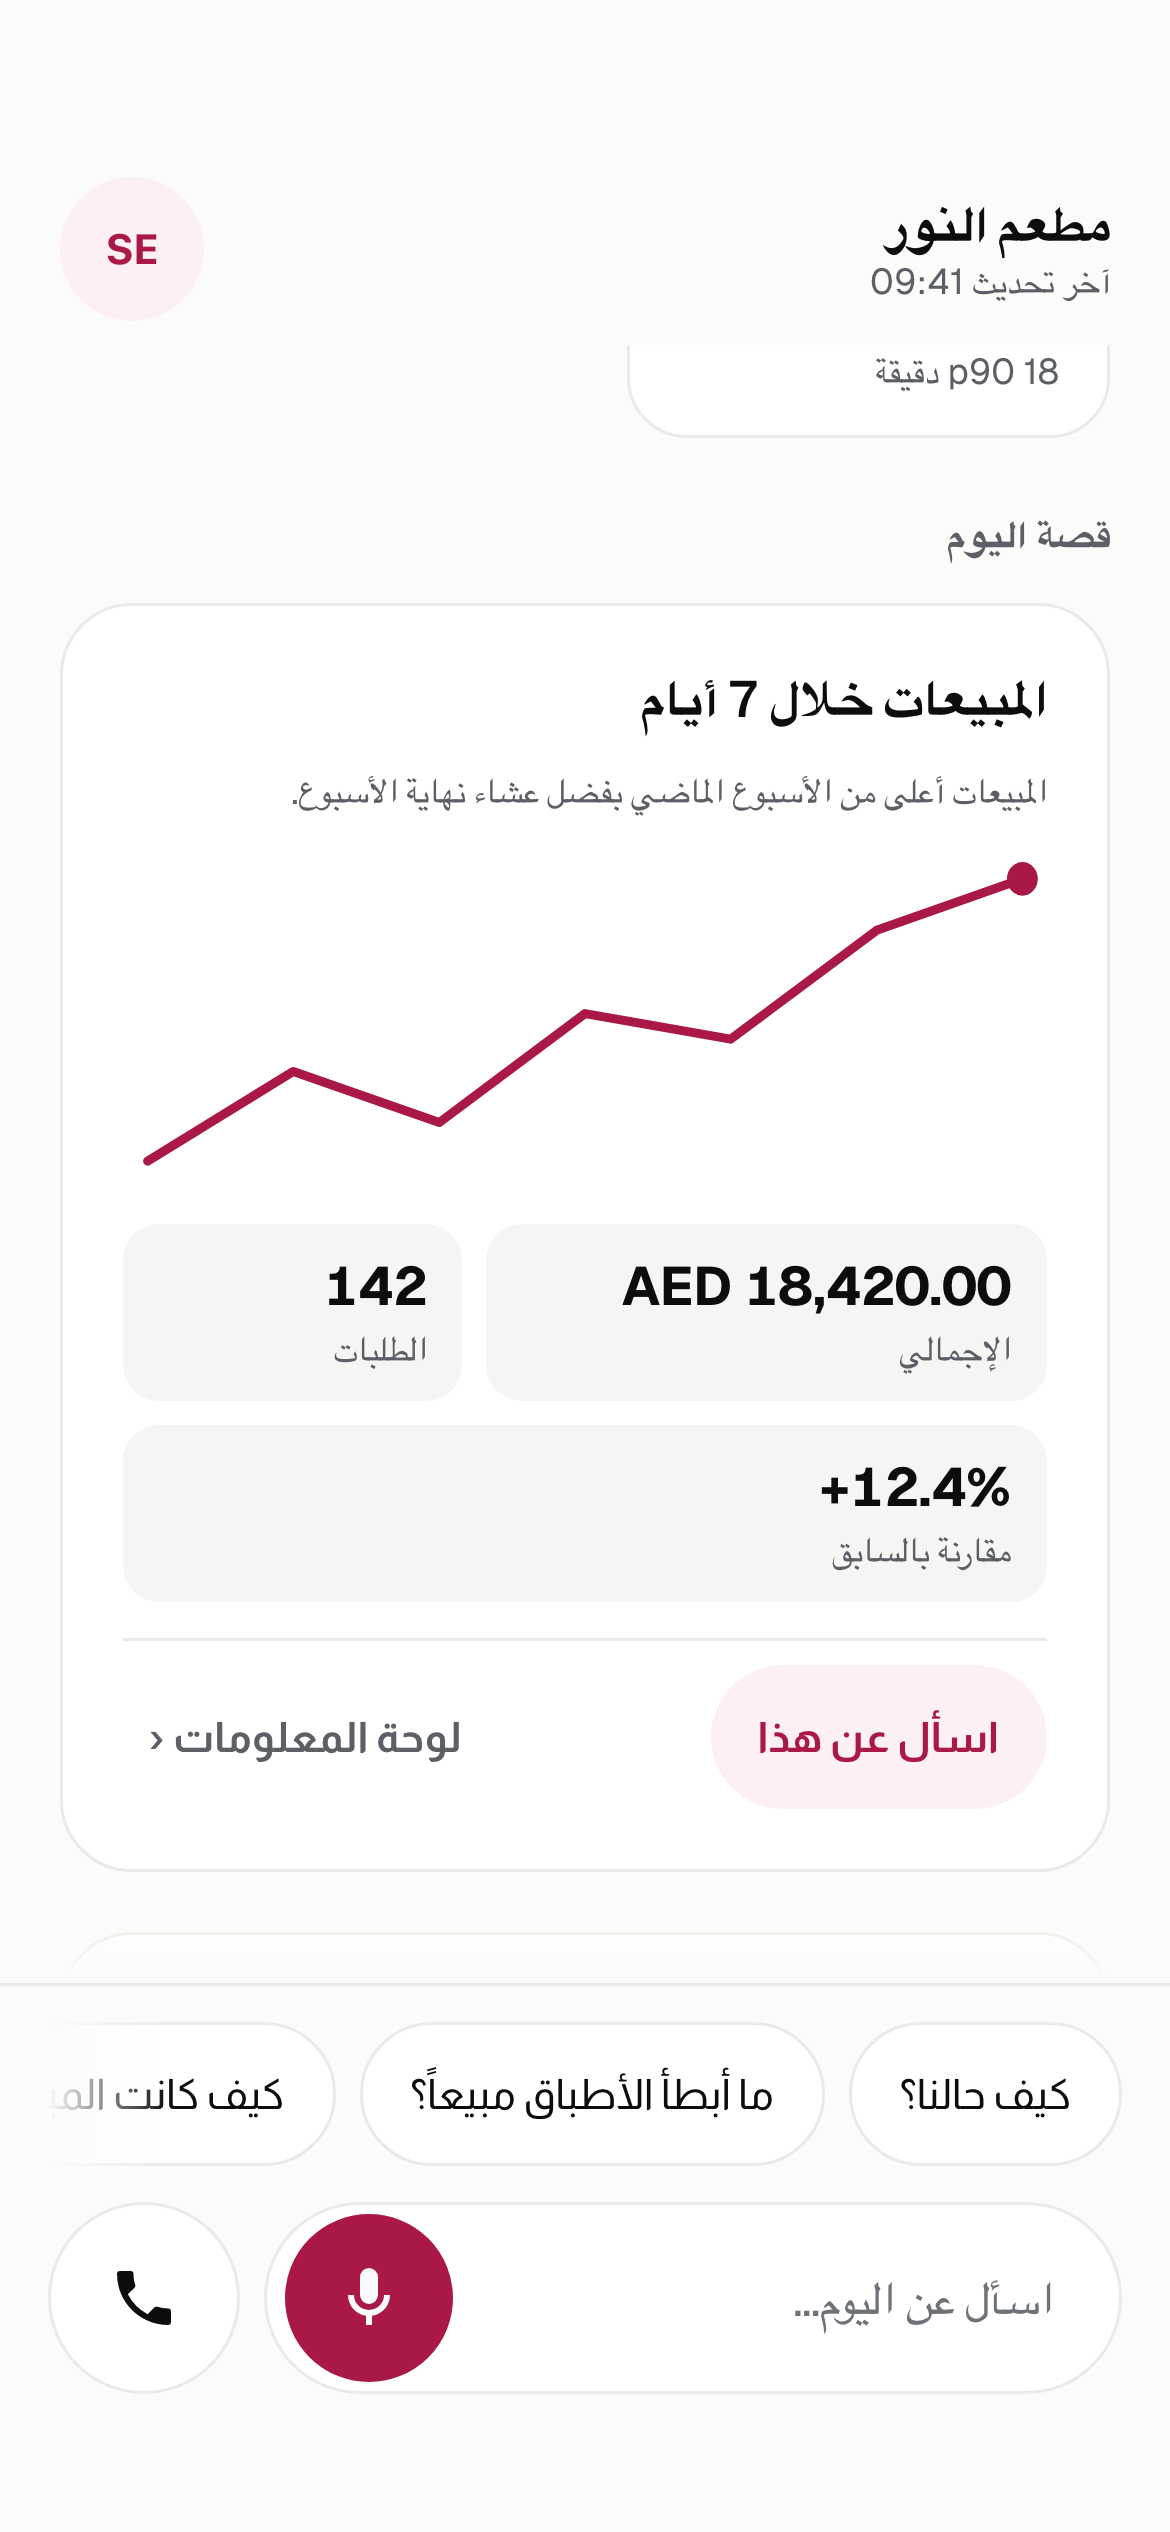 مطعم النور
آخر تحديث 09:41
SE
p90 18 دقيقة
قصة اليوم
المبيعات خلال 7 أيام
المبيعات أعلى من الأسبوع الماضي بفضل عشاء نهاية الأسبوع.
AED 18,420.00
الإجمالي
142
الطلبات
+12.4%
مقارنة بالسابق
اسأل عن هذا
لوحة المعلومات ‹
كيف حالنا؟
ما أبطأ الأطباق مبيعاً؟
كيف كانت
اسأل عن اليوم...